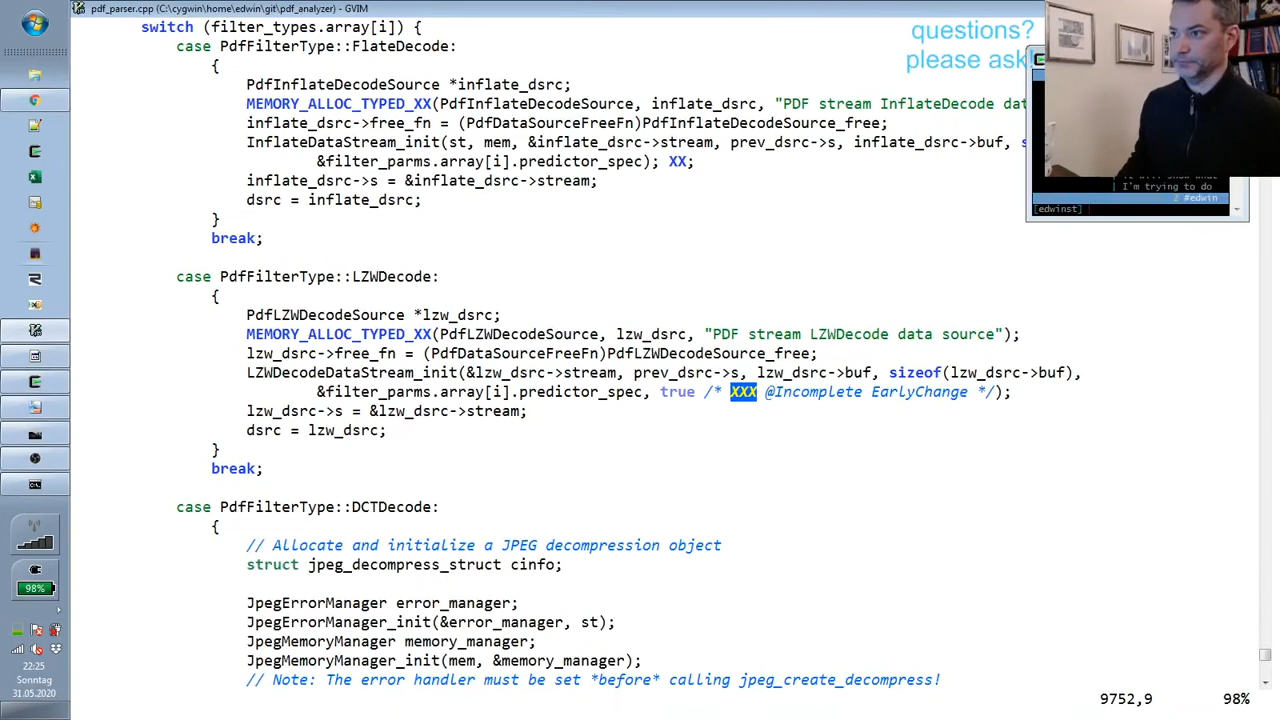 pdf_parser.cpp (C:\cygwin\home\edwin\git\pdf_analyzer) - GVIM
switch (filter_types.array[i]) {
case PdfFilterType::FlateDecode:
{
PdfInflateDecodeSource *inflate_dsrc;
MEMORY_ALLOC_TYPED_XX(PdfInflateDecodeSource, inflate_dsrc, "PDF stream InflateDecode dat
inflate_dsrc->free_fn = (PdfDataSourceFreeFn)PdfInflateDecodeSource_free;
InflateDataStream_init(st, mem, &inflate_dsrc->stream, prev_dsrc->s, inflate_dsrc->buf, s
&filter_parms.array[i].predictor_spec); XX;
inflate_dsrc->s = &inflate_dsrc->stream;
dsrc = inflate_dsrc;
}
break;
case PdfFilterType::LZWDecode:
{
PdfLZWDecodeSource *lzw_dsrc;
MEMORY_ALLOC_TYPED_XX(PdfLZWDecodeSource, lzw_dsrc, "PDF stream LZWDecode data source");
lzw_dsrc->free_fn = (PdfDataSourceFreeFn)PdfLZWDecodeSource_free;
LZWDecodeDataStream_init(&lzw_dsrc->stream, prev_dsrc->s, lzw_dsrc->buf, sizeof(lzw_dsrc->buf),
&filter_parms.array[i].predictor_spec, true /* XXX @Incomplete EarlyChange */);
lzw_dsrc->s = &lzw_dsrc->stream;
dsrc = lzw_dsrc;
}
break;
case PdfFilterType::DCTDecode:
{
// Allocate and initialize a JPEG decompression object
struct jpeg_decompress_struct cinfo;
JpegErrorManager error_manager;
JpegErrorManager_init(&error_manager, st);
JpegMemoryManager memory_manager;
JpegMemoryManager_init(mem, &memory_manager);
// Note: The error handler must be set *before* calling jpeg_create_decompress!
9752,9 98%
questions?
please ask!
I'm trying to do
2 #edwin
[edwinst]
98%
22:25
Sonntag
31.05.2020